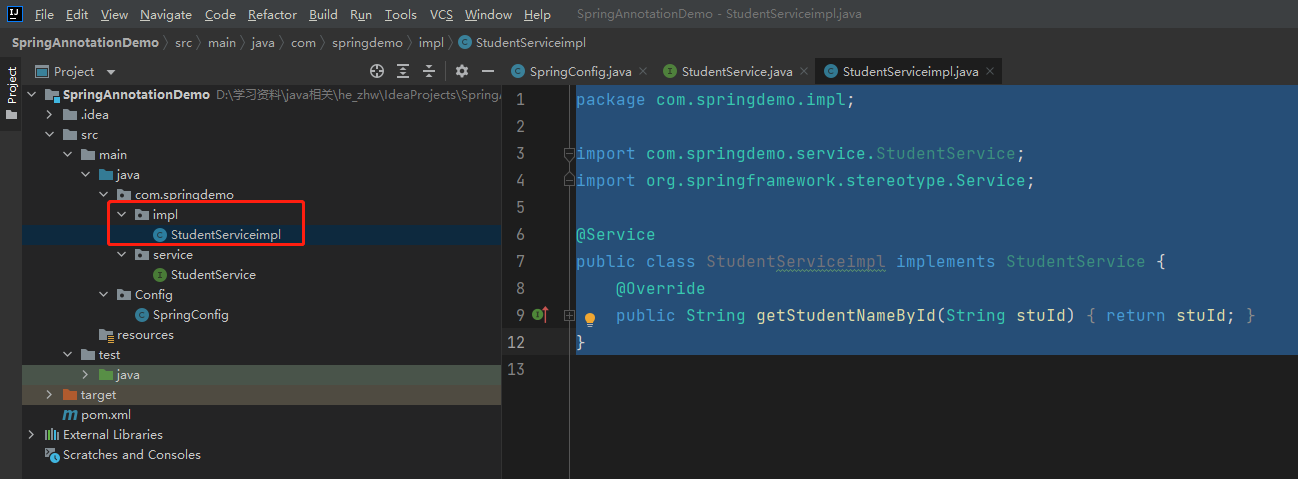 File Edit View Navigate Code Refactor Build Run Tools VCS Window Help SpringAnnotationDemo - StudentServiceimpl.java
SpringAnnotationDemo src main java com springdemo impl StudentServiceimpl
Project
Project
SpringConfig.java StudentService.java StudentServiceimpl.java
SpringAnnotationDemo D:\学习资料\java相关\he_zhw\IdeaProjects\SpringA
.idea
src
main
java
com.springdemo
impl
StudentServiceimpl
service
StudentService
Config
SpringConfig
resources
test
java
target
pom.xml
External Libraries
Scratches and Consoles
1 package com.springdemo.impl;
2
3 import com.springdemo.service.StudentService;
4 import org.springframework.stereotype.Service;
5
6 @Service
7 public class StudentServiceimpl implements StudentService {
8 @Override
9 public String getStudentNameById(String stuId) { return stuId; }
12 }
13